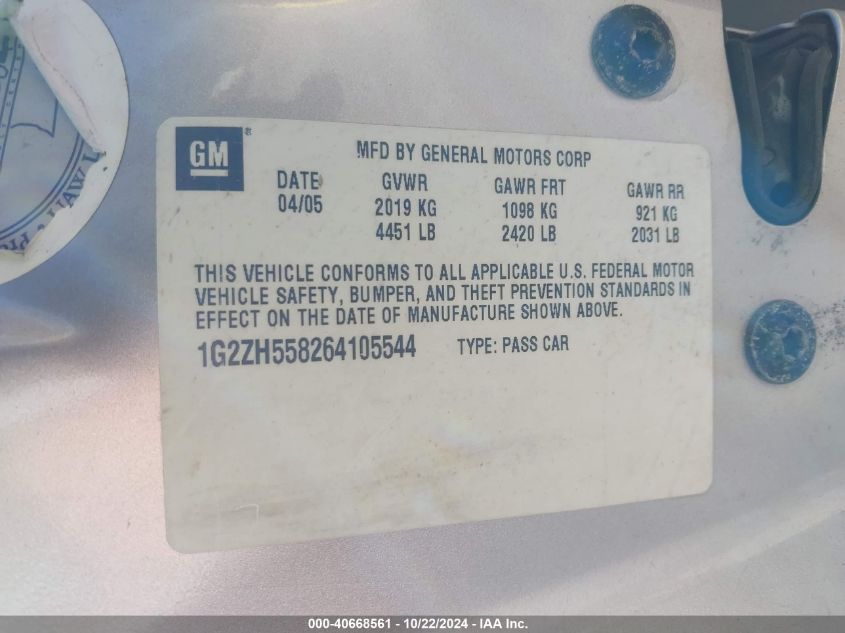 GM
MFD BY GENERAL MOTORS CORP
DATE GVWR GAWR FRT GAWR RR
04/05 2019 KG 1098 KG 921 KG
4451 LB 2420 LB 2031 LB
THIS VEHICLE CONFORMS TO ALL APPLICABLE U.S. FEDERAL MOTOR
VEHICLE SAFETY, BUMPER, AND THEFT PREVENTION STANDARDS IN
EFFECT ON THE DATE OF MANUFACTURE SHOWN ABOVE.
1G2ZH558264105544 TYPE: PASS CAR
UAW
000-40668561 - 10/22/2024 - IAA Inc.